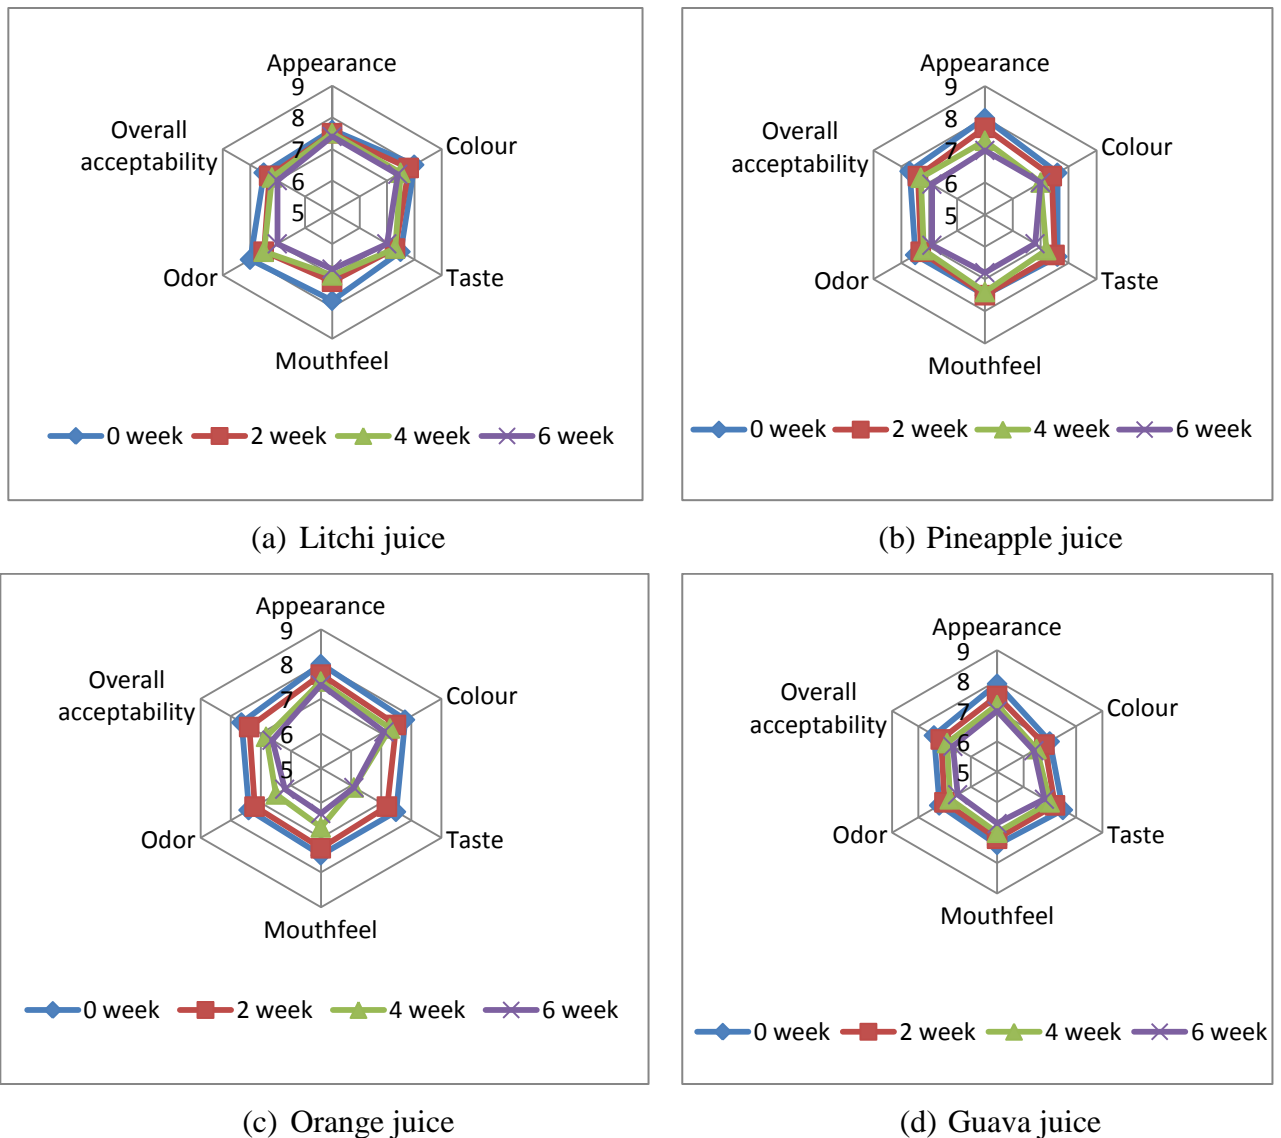 Appearance
9
8
7
6
5
Overall
acceptability
Colour
Odor
Taste
Mouthfeel
0 week 2 week 4 week 6 week
(a) Litchi juice
Appearance
9
8
7
6
5
Overall
acceptability
Colour
Odor
Taste
Mouthfeel
0 week 2 week 4 week 6 week
(b) Pineapple juice
Appearance
9
8
7
6
5
Overall
acceptability
Colour
Odor
Taste
Mouthfeel
0 week 2 week 4 week 6 week
(c) Orange juice
Appearance
9
8
7
6
5
Overall
acceptability
Colour
Odor
Taste
Mouthfeel
0 week 2 week 4 week 6 week
(d) Guava juice